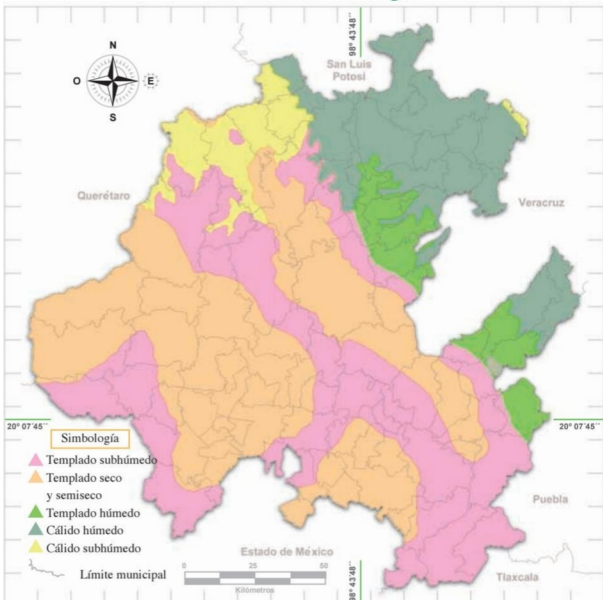 98° 43'48''
San Luis
Potosí
N
O
E
S
Querétaro
Veracruz
20° 07'45''
20° 07'45''
Simbología
Templado subhúmedo
Templado seco
y semiseco
Templado húmedo
Cálido húmedo
Cálido subhúmedo
Límite municipal
0 25 50
Kilómetros
Estado de México
98° 43'48''
Puebla
Tlaxcala